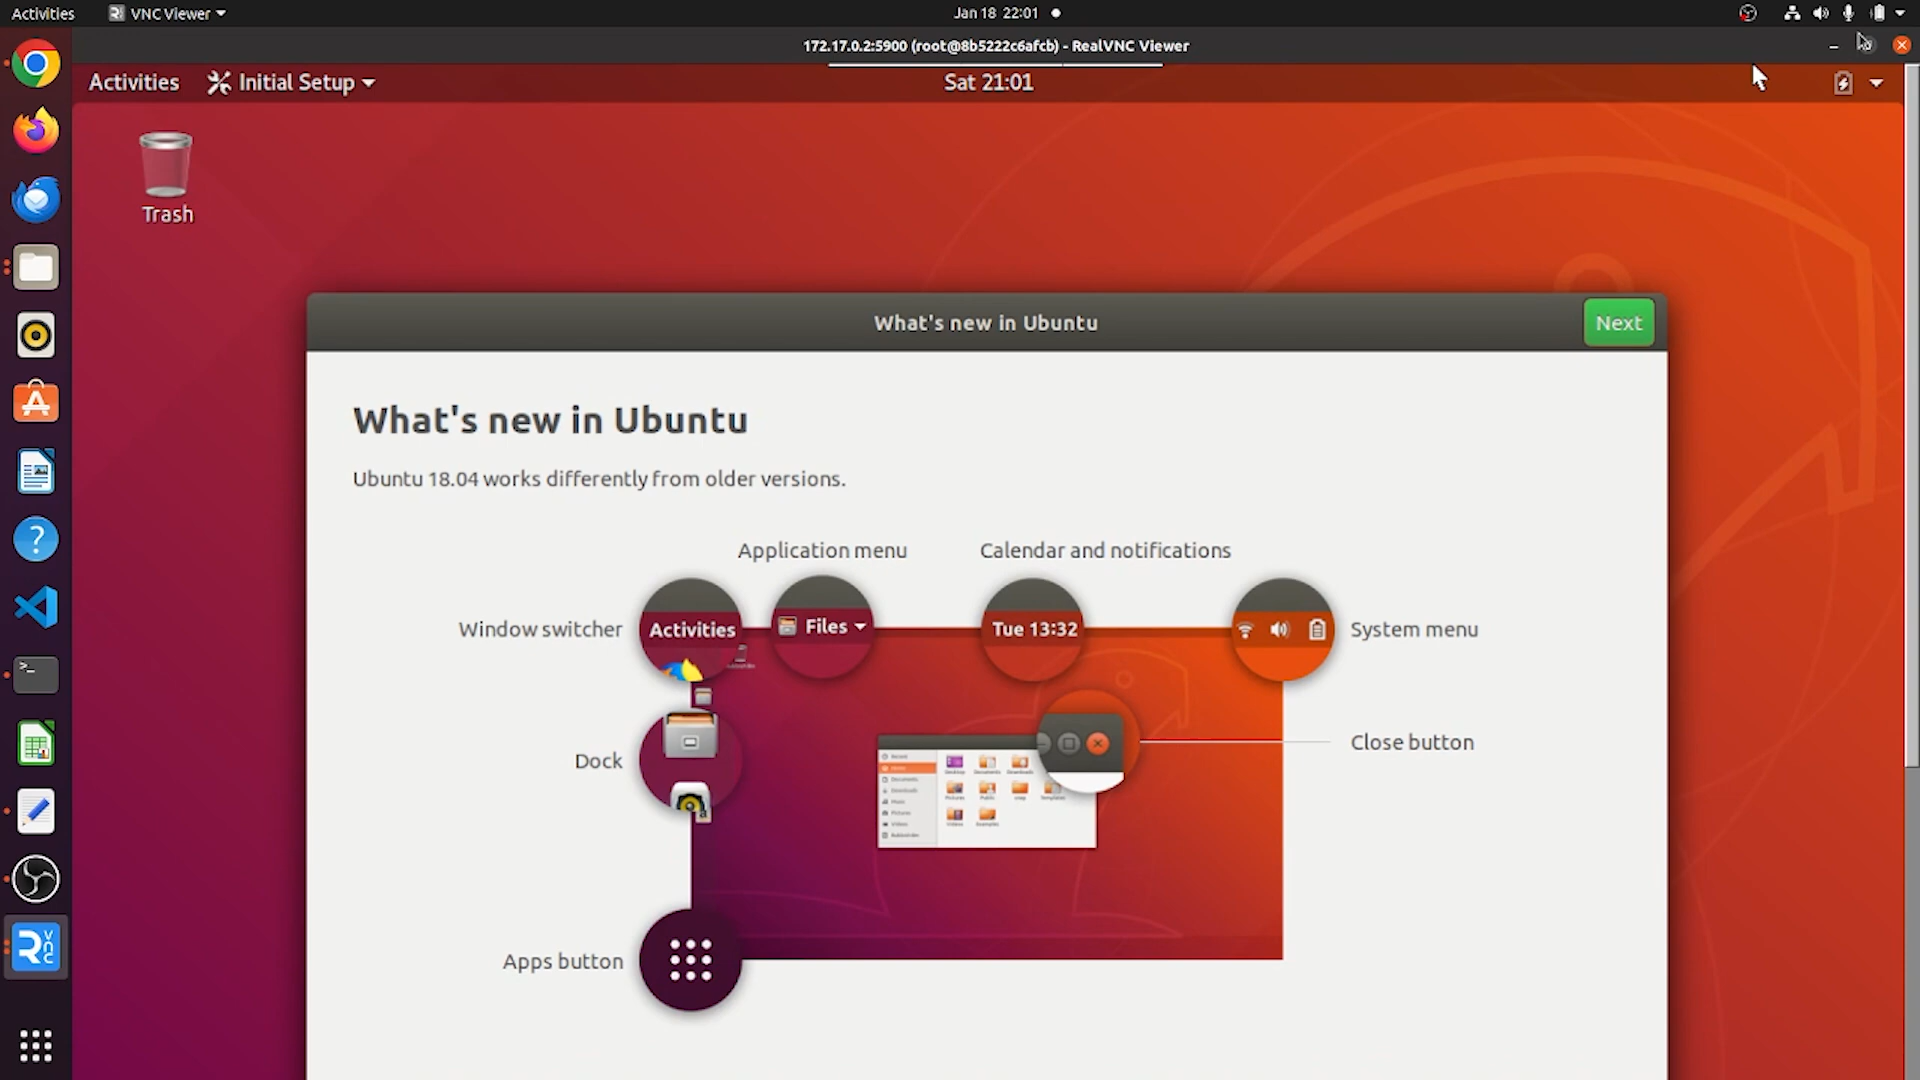 Activities VNC Viewer Jan 18 22:01
172.17.0.2:5900 (root@8b5222c6afcb) - RealVNC Viewer
Activities Initial Setup Sat 21:01
Trash
What's new in Ubuntu Next
What's new in Ubuntu
Ubuntu 18.04 works differently from older versions.
Application menu Calendar and notifications
Window switcher Activities Files Tue 13:32 System menu
Close button
Dock
Apps button